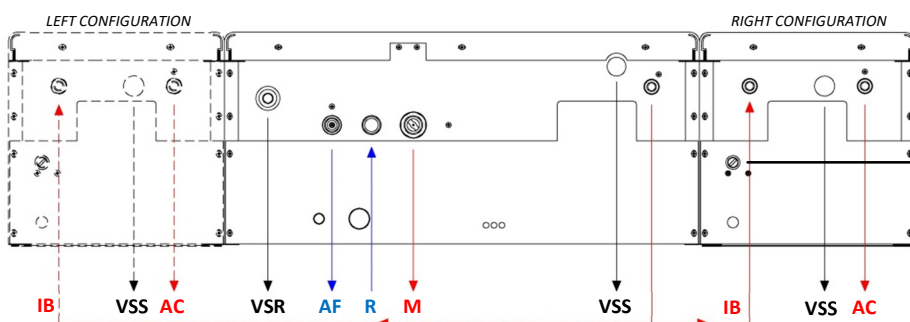 LEFT CONFIGURATION
RIGHT CONFIGURATION
IB VSS AC VSR AF R M VSS IB VSS AC